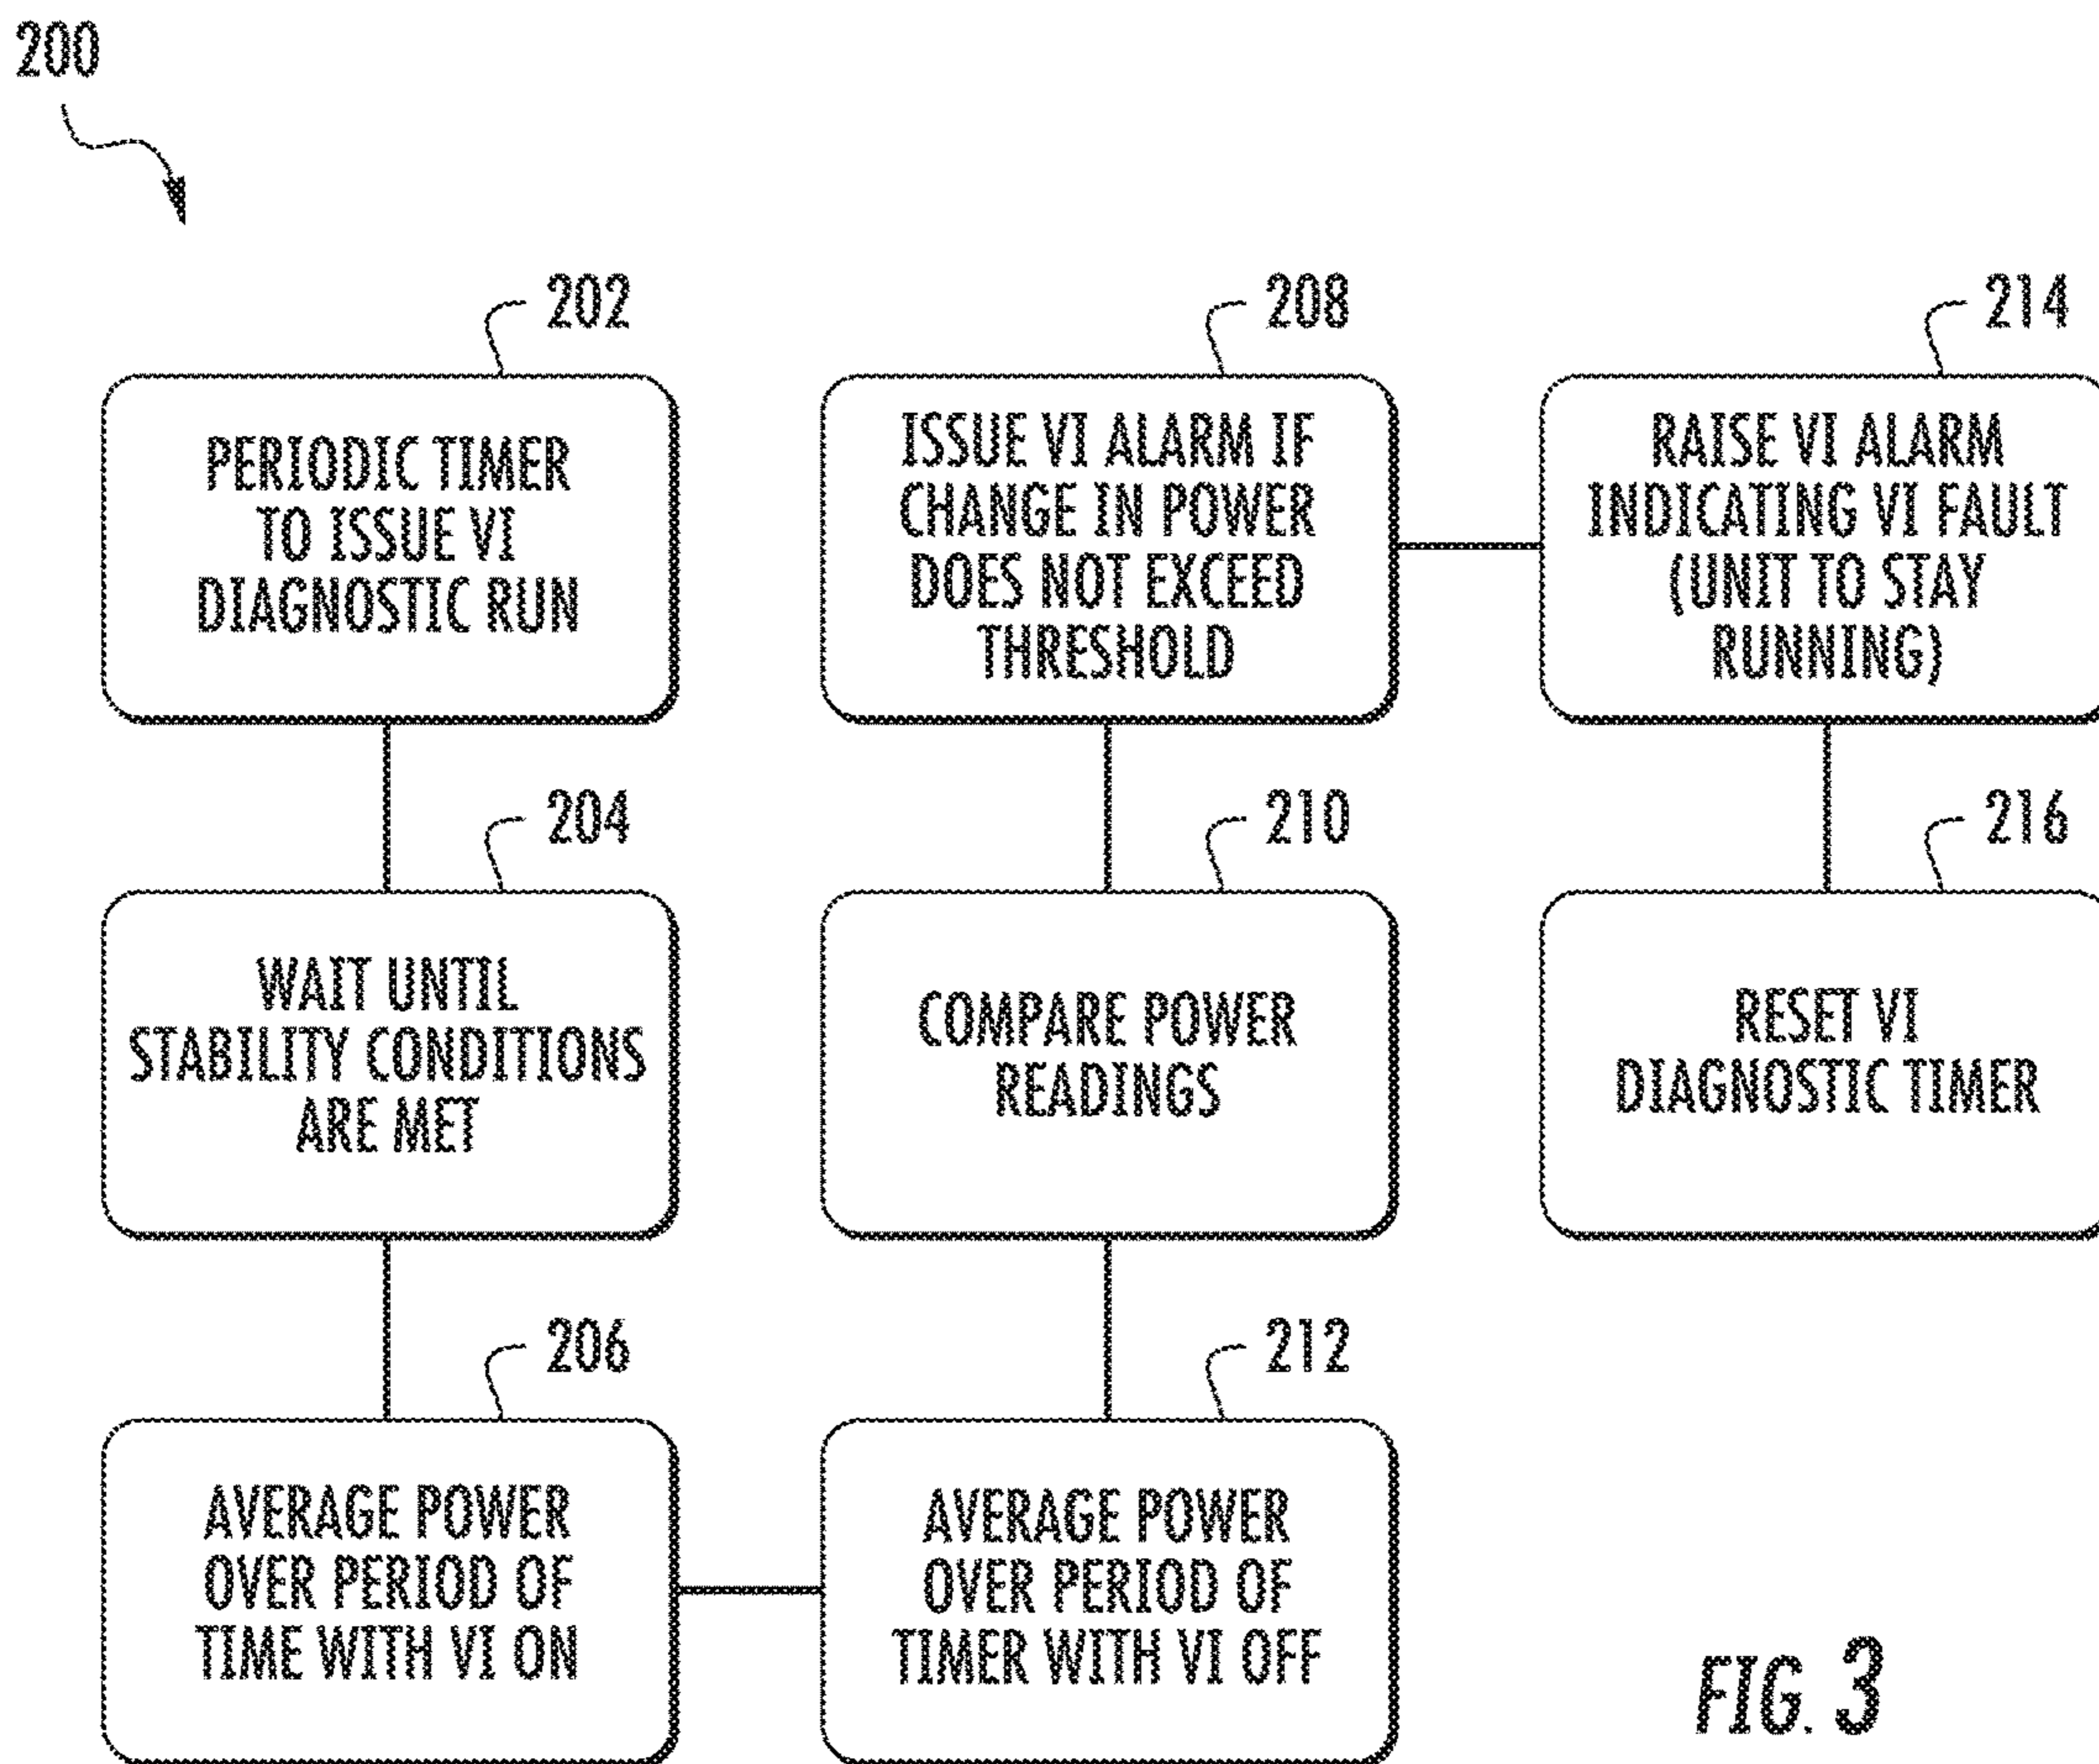 200
202
PERIODIC TIMER
TO ISSUE VI
DIAGNOSTIC RUN
204
WAIT UNTIL
STABILITY CONDITIONS
ARE MET
206
AVERAGE POWER
OVER PERIOD OF
TIME WITH VI ON
208
ISSUE VI ALARM IF
CHANGE IN POWER
DOES NOT EXCEED
THRESHOLD
210
COMPARE POWER
READINGS
212
AVERAGE POWER
OVER PERIOD OF
TIMER WITH VI OFF
214
RAISE VI ALARM
INDICATING VI FAULT
(UNIT TO STAY
RUNNING)
216
RESET VI
DIAGNOSTIC TIMER
FIG. 3